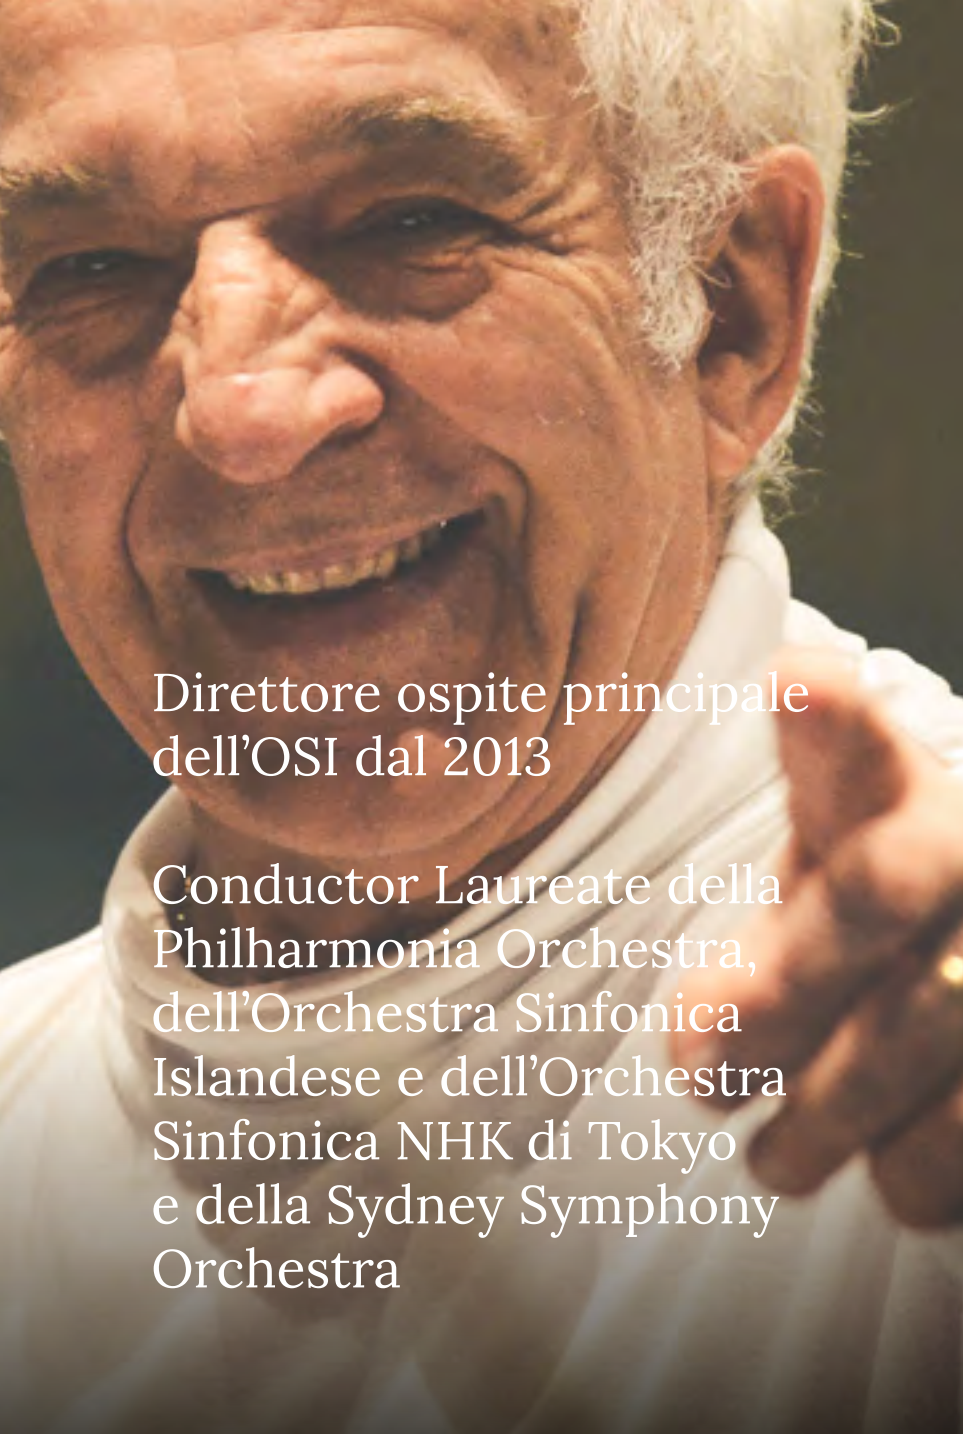 Direttore ospite principale
dell’OSI dal 2013
Conductor Laureate della
Philharmonia Orchestra,
dell’Orchestra Sinfonica
Islandese e dell’Orchestra
Sinfonica NHK di Tokyo
e della Sydney Symphony
Orchestra